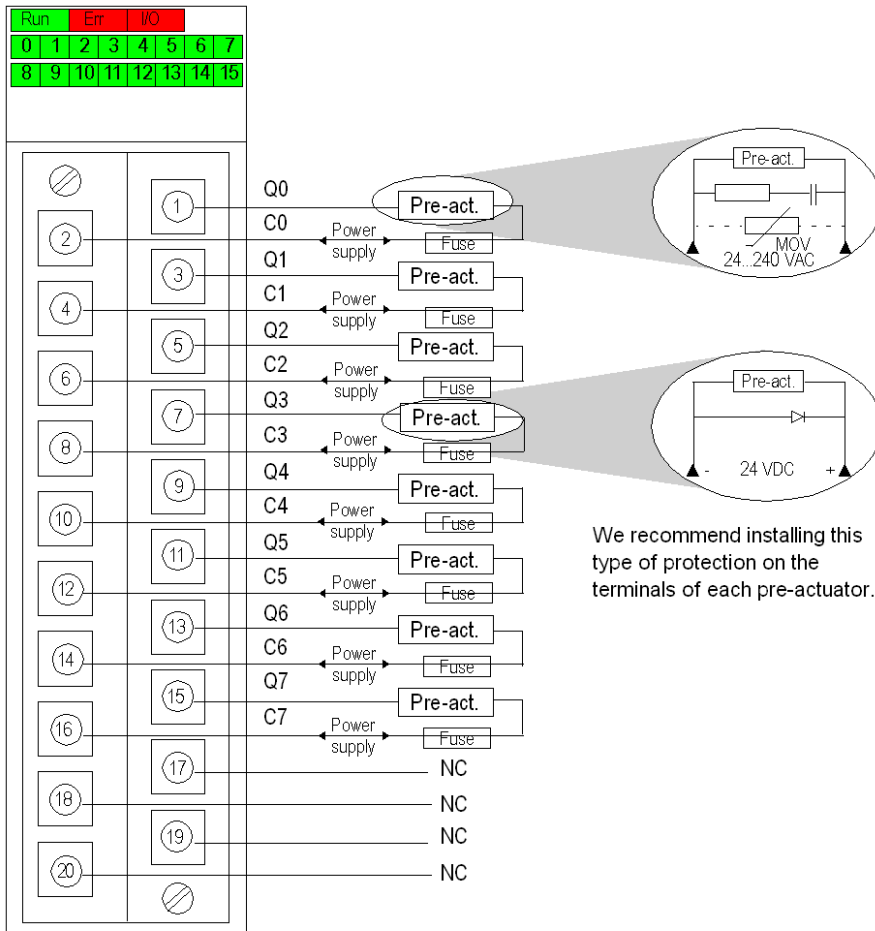 Run Err I/O
0 1 2 3 4 5 6 7
8 9 10 11 12 13 14 15
1 Q0 Pre-act.
2 C0 Power supply Fuse
3 Q1 Pre-act.
4 C1 Power supply Fuse
5 Q2 Pre-act.
6 C2 Power supply Fuse
7 Q3 Pre-act.
8 C3 Power supply Fuse
9 Q4 Pre-act.
10 C4 Power supply Fuse
11 Q5 Pre-act.
12 C5 Power supply Fuse
13 Q6 Pre-act.
14 C6 Power supply Fuse
15 Q7 Pre-act.
16 C7 Power supply Fuse
17 NC
18 NC
19 NC
20 NC
Pre-act.
MOV
24...240 VAC
Pre-act.
- 24 VDC +
We recommend installing this
type of protection on the
terminals of each pre-actuator.